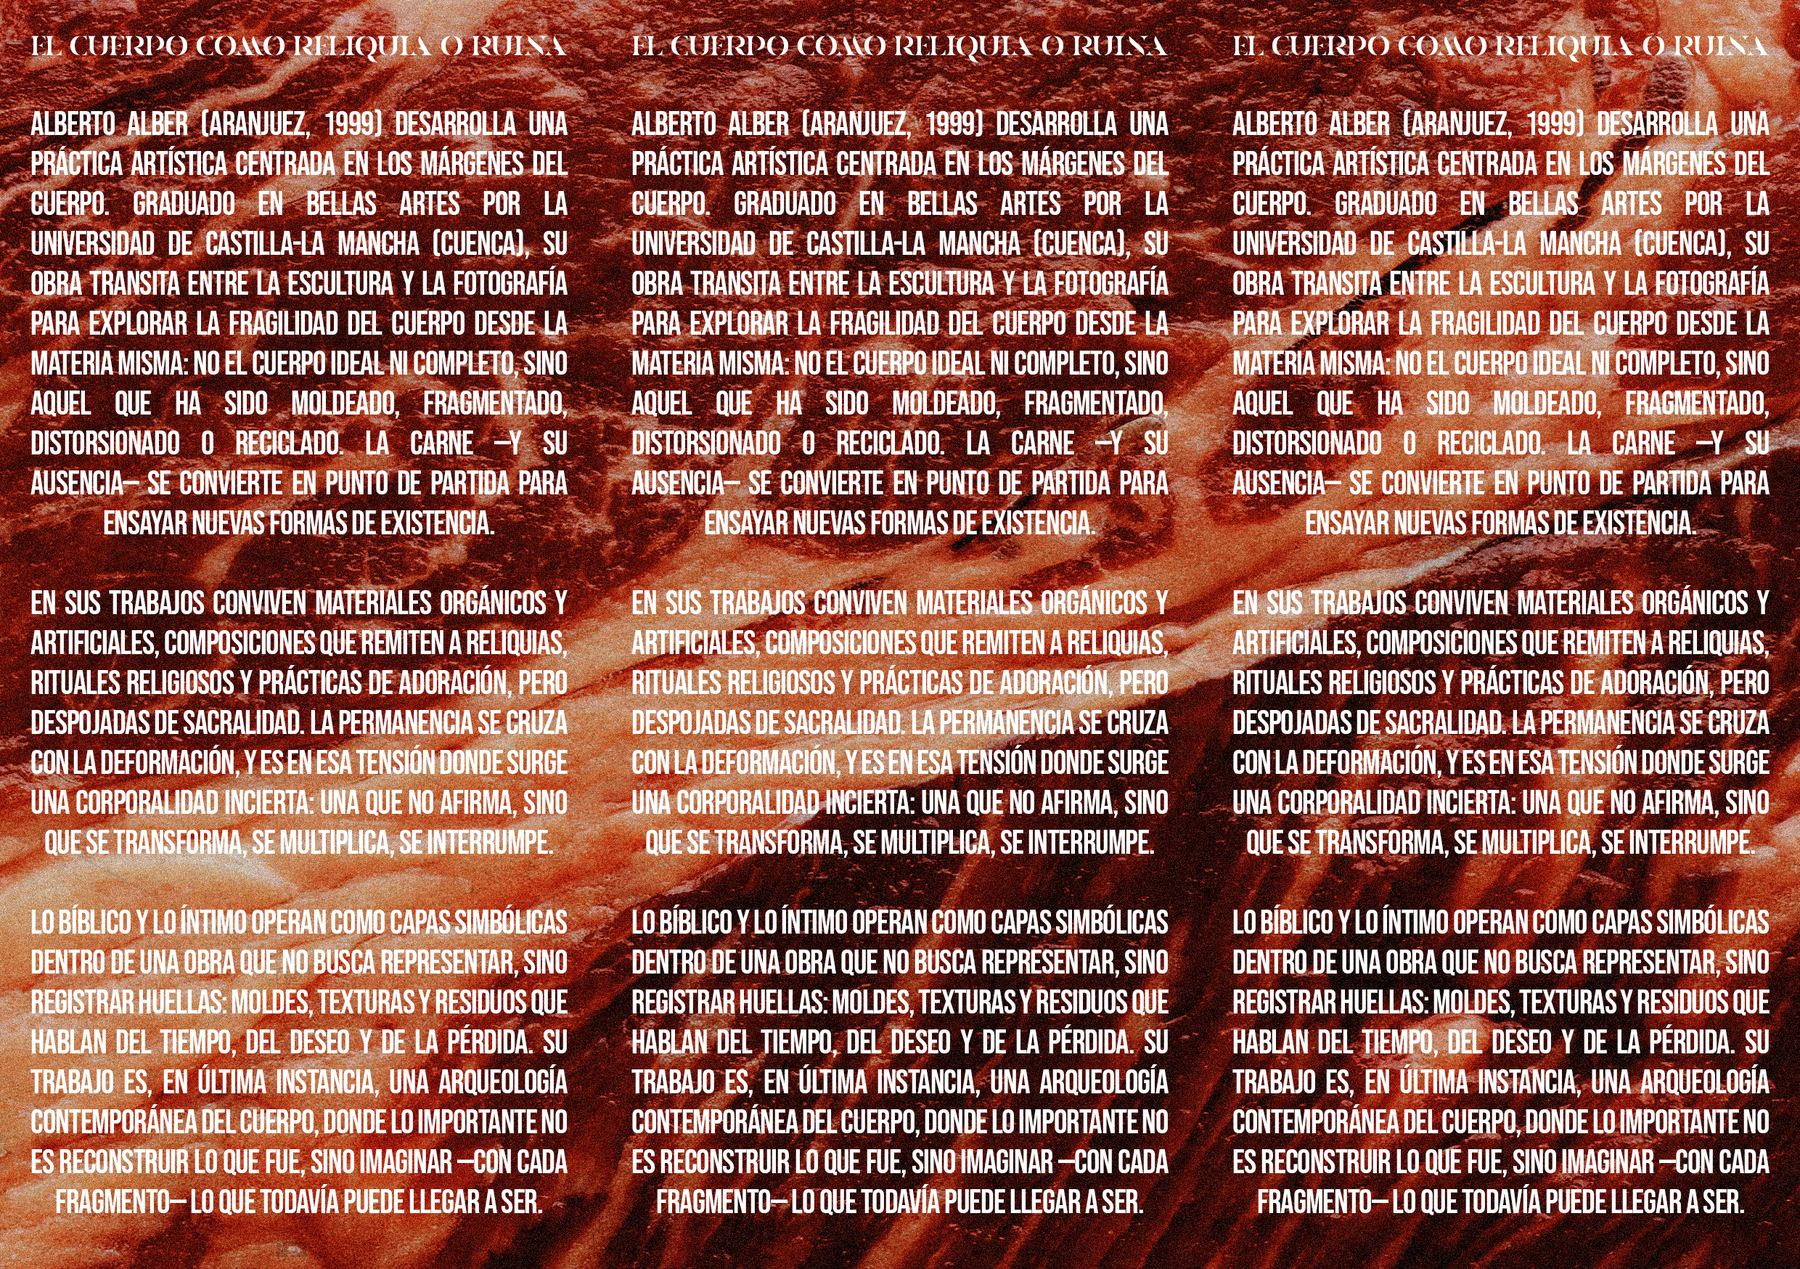 EL CUERPO COMO RELIQUIA O RUINA
ALBERTO ALBER (ARANJUEZ, 1999) DESARROLLA UNA
PRÁCTICA ARTÍSTICA CENTRADA EN LOS MÁRGENES DEL
CUERPO. GRADUADO EN BELLAS ARTES POR LA
UNIVERSIDAD DE CASTILLA-LA MANCHA (CUENCA), SU
OBRA TRANSITA ENTRE LA ESCULTURA Y LA FOTOGRAFÍA
PARA EXPLORAR LA FRAGILIDAD DEL CUERPO DESDE LA
MATERIA MISMA: NO EL CUERPO IDEAL NI COMPLETO, SINO
AQUEL QUE HA SIDO MOLDEADO, FRAGMENTADO,
DISTORSIONADO O RECICLADO. LA CARNE —Y SU
AUSENCIA— SE CONVIERTE EN PUNTO DE PARTIDA PARA
ENSAYAR NUEVAS FORMAS DE EXISTENCIA.
EN SUS TRABAJOS CONVIVEN MATERIALES ORGÁNICOS Y
ARTIFICIALES, COMPOSICIONES QUE REMITEN A RELIQUIAS,
RITUALES RELIGIOSOS Y PRÁCTICAS DE ADORACIÓN, PERO
DESPOJADAS DE SACRALIDAD. LA PERMANENCIA SE CRUZA
CON LA DEFORMACIÓN, Y ES EN ESA TENSIÓN DONDE SURGE
UNA CORPORALIDAD INCIERTA: UNA QUE NO AFIRMA, SINO
QUE SE TRANSFORMA, SE MULTIPLICA, SE INTERRUMPE.
LO BÍBLICO Y LO ÍNTIMO OPERAN COMO CAPAS SIMBÓLICAS
DENTRO DE UNA OBRA QUE NO BUSCA REPRESENTAR, SINO
REGISTRAR HUELLAS: MOLDES, TEXTURAS Y RESIDUOS QUE
HABLAN DEL TIEMPO, DEL DESEO Y DE LA PÉRDIDA. SU
TRABAJO ES, EN ÚLTIMA INSTANCIA, UNA ARQUEOLOGÍA
CONTEMPORÁNEA DEL CUERPO, DONDE LO IMPORTANTE NO
ES RECONSTRUIR LO QUE FUE, SINO IMAGINAR —CON CADA
FRAGMENTO— LO QUE TODAVÍA PUEDE LLEGAR A SER.
EL CUERPO COMO RELIQUIA O RUINA
ALBERTO ALBER (ARANJUEZ, 1999) DESARROLLA UNA
PRÁCTICA ARTÍSTICA CENTRADA EN LOS MÁRGENES DEL
CUERPO. GRADUADO EN BELLAS ARTES POR LA
UNIVERSIDAD DE CASTILLA-LA MANCHA (CUENCA), SU
OBRA TRANSITA ENTRE LA ESCULTURA Y LA FOTOGRAFÍA
PARA EXPLORAR LA FRAGILIDAD DEL CUERPO DESDE LA
MATERIA MISMA: NO EL CUERPO IDEAL NI COMPLETO, SINO
AQUEL QUE HA SIDO MOLDEADO, FRAGMENTADO,
DISTORSIONADO O RECICLADO. LA CARNE —Y SU
AUSENCIA— SE CONVIERTE EN PUNTO DE PARTIDA PARA
ENSAYAR NUEVAS FORMAS DE EXISTENCIA.
EN SUS TRABAJOS CONVIVEN MATERIALES ORGÁNICOS Y
ARTIFICIALES, COMPOSICIONES QUE REMITEN A RELIQUIAS,
RITUALES RELIGIOSOS Y PRÁCTICAS DE ADORACIÓN, PERO
DESPOJADAS DE SACRALIDAD. LA PERMANENCIA SE CRUZA
CON LA DEFORMACIÓN, Y ES EN ESA TENSIÓN DONDE SURGE
UNA CORPORALIDAD INCIERTA: UNA QUE NO AFIRMA, SINO
QUE SE TRANSFORMA, SE MULTIPLICA, SE INTERRUMPE.
LO BÍBLICO Y LO ÍNTIMO OPERAN COMO CAPAS SIMBÓLICAS
DENTRO DE UNA OBRA QUE NO BUSCA REPRESENTAR, SINO
REGISTRAR HUELLAS: MOLDES, TEXTURAS Y RESIDUOS QUE
HABLAN DEL TIEMPO, DEL DESEO Y DE LA PÉRDIDA. SU
TRABAJO ES, EN ÚLTIMA INSTANCIA, UNA ARQUEOLOGÍA
CONTEMPORÁNEA DEL CUERPO, DONDE LO IMPORTANTE NO
ES RECONSTRUIR LO QUE FUE, SINO IMAGINAR —CON CADA
FRAGMENTO— LO QUE TODAVÍA PUEDE LLEGAR A SER.
EL CUERPO COMO RELIQUIA O RUINA
ALBERTO ALBER (ARANJUEZ, 1999) DESARROLLA UNA
PRÁCTICA ARTÍSTICA CENTRADA EN LOS MÁRGENES DEL
CUERPO. GRADUADO EN BELLAS ARTES POR LA
UNIVERSIDAD DE CASTILLA-LA MANCHA (CUENCA), SU
OBRA TRANSITA ENTRE LA ESCULTURA Y LA FOTOGRAFÍA
PARA EXPLORAR LA FRAGILIDAD DEL CUERPO DESDE LA
MATERIA MISMA: NO EL CUERPO IDEAL NI COMPLETO, SINO
AQUEL QUE HA SIDO MOLDEADO, FRAGMENTADO,
DISTORSIONADO O RECICLADO. LA CARNE —Y SU
AUSENCIA— SE CONVIERTE EN PUNTO DE PARTIDA PARA
ENSAYAR NUEVAS FORMAS DE EXISTENCIA.
EN SUS TRABAJOS CONVIVEN MATERIALES ORGÁNICOS Y
ARTIFICIALES, COMPOSICIONES QUE REMITEN A RELIQUIAS,
RITUALES RELIGIOSOS Y PRÁCTICAS DE ADORACIÓN, PERO
DESPOJADAS DE SACRALIDAD. LA PERMANENCIA SE CRUZA
CON LA DEFORMACIÓN, Y ES EN ESA TENSIÓN DONDE SURGE
UNA CORPORALIDAD INCIERTA: UNA QUE NO AFIRMA, SINO
QUE SE TRANSFORMA, SE MULTIPLICA, SE INTERRUMPE.
LO BÍBLICO Y LO ÍNTIMO OPERAN COMO CAPAS SIMBÓLICAS
DENTRO DE UNA OBRA QUE NO BUSCA REPRESENTAR, SINO
REGISTRAR HUELLAS: MOLDES, TEXTURAS Y RESIDUOS QUE
HABLAN DEL TIEMPO, DEL DESEO Y DE LA PÉRDIDA. SU
TRABAJO ES, EN ÚLTIMA INSTANCIA, UNA ARQUEOLOGÍA
CONTEMPORÁNEA DEL CUERPO, DONDE LO IMPORTANTE NO
ES RECONSTRUIR LO QUE FUE, SINO IMAGINAR —CON CADA
FRAGMENTO— LO QUE TODAVÍA PUEDE LLEGAR A SER.